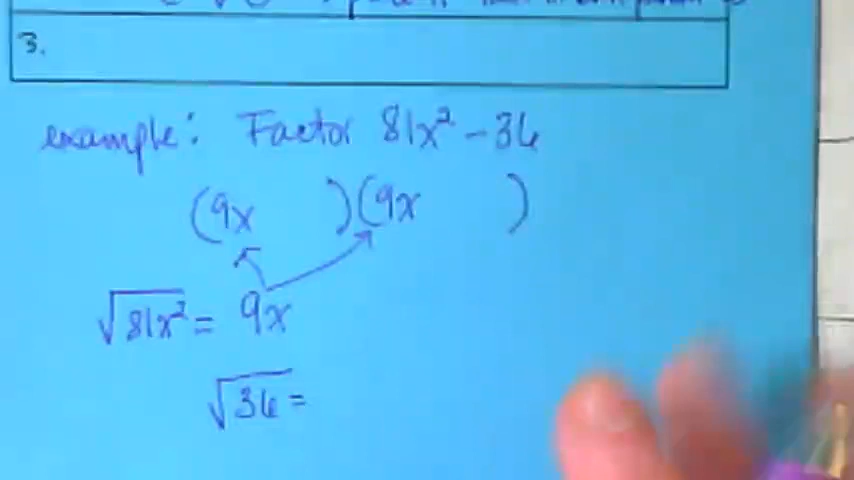 3.
example: Factor 81x² - 36
(9x )(9x )
√81x² = 9x
√36 =